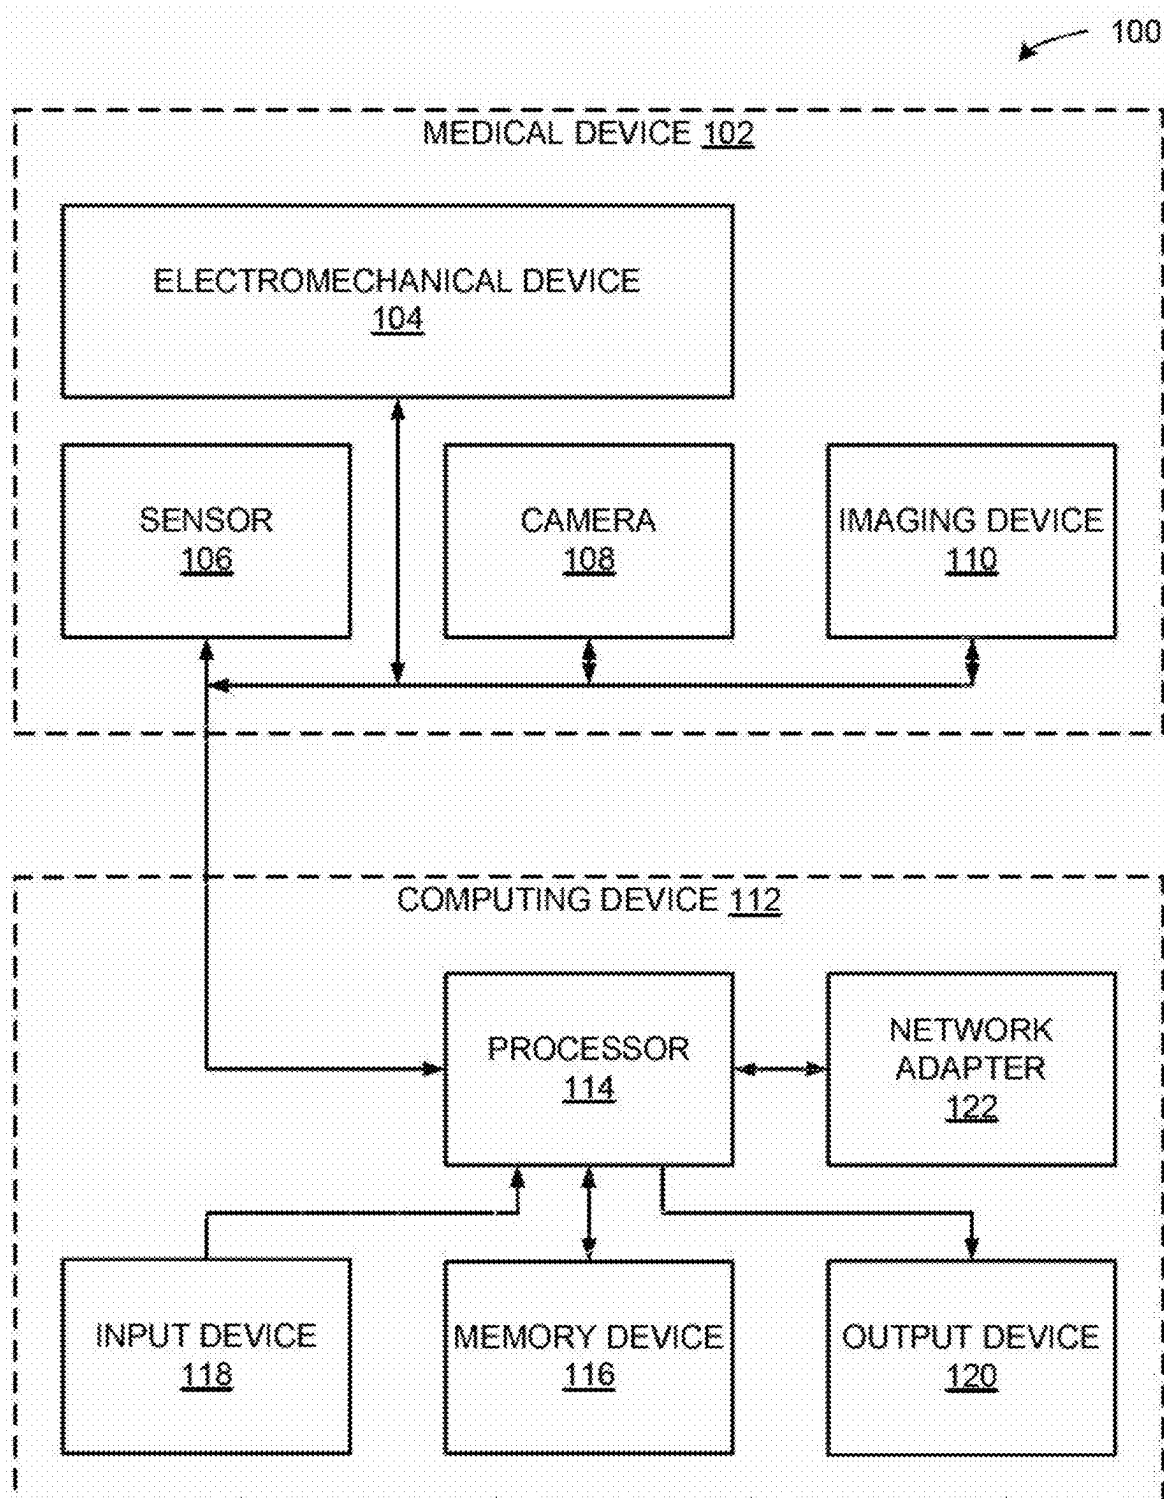 100
MEDICAL DEVICE 102
ELECTROMECHANICAL DEVICE
104
SENSOR
106
CAMERA
108
IMAGING DEVICE
110
COMPUTING DEVICE 112
PROCESSOR
114
NETWORK
ADAPTER
122
INPUT DEVICE
118
MEMORY DEVICE
116
OUTPUT DEVICE
120